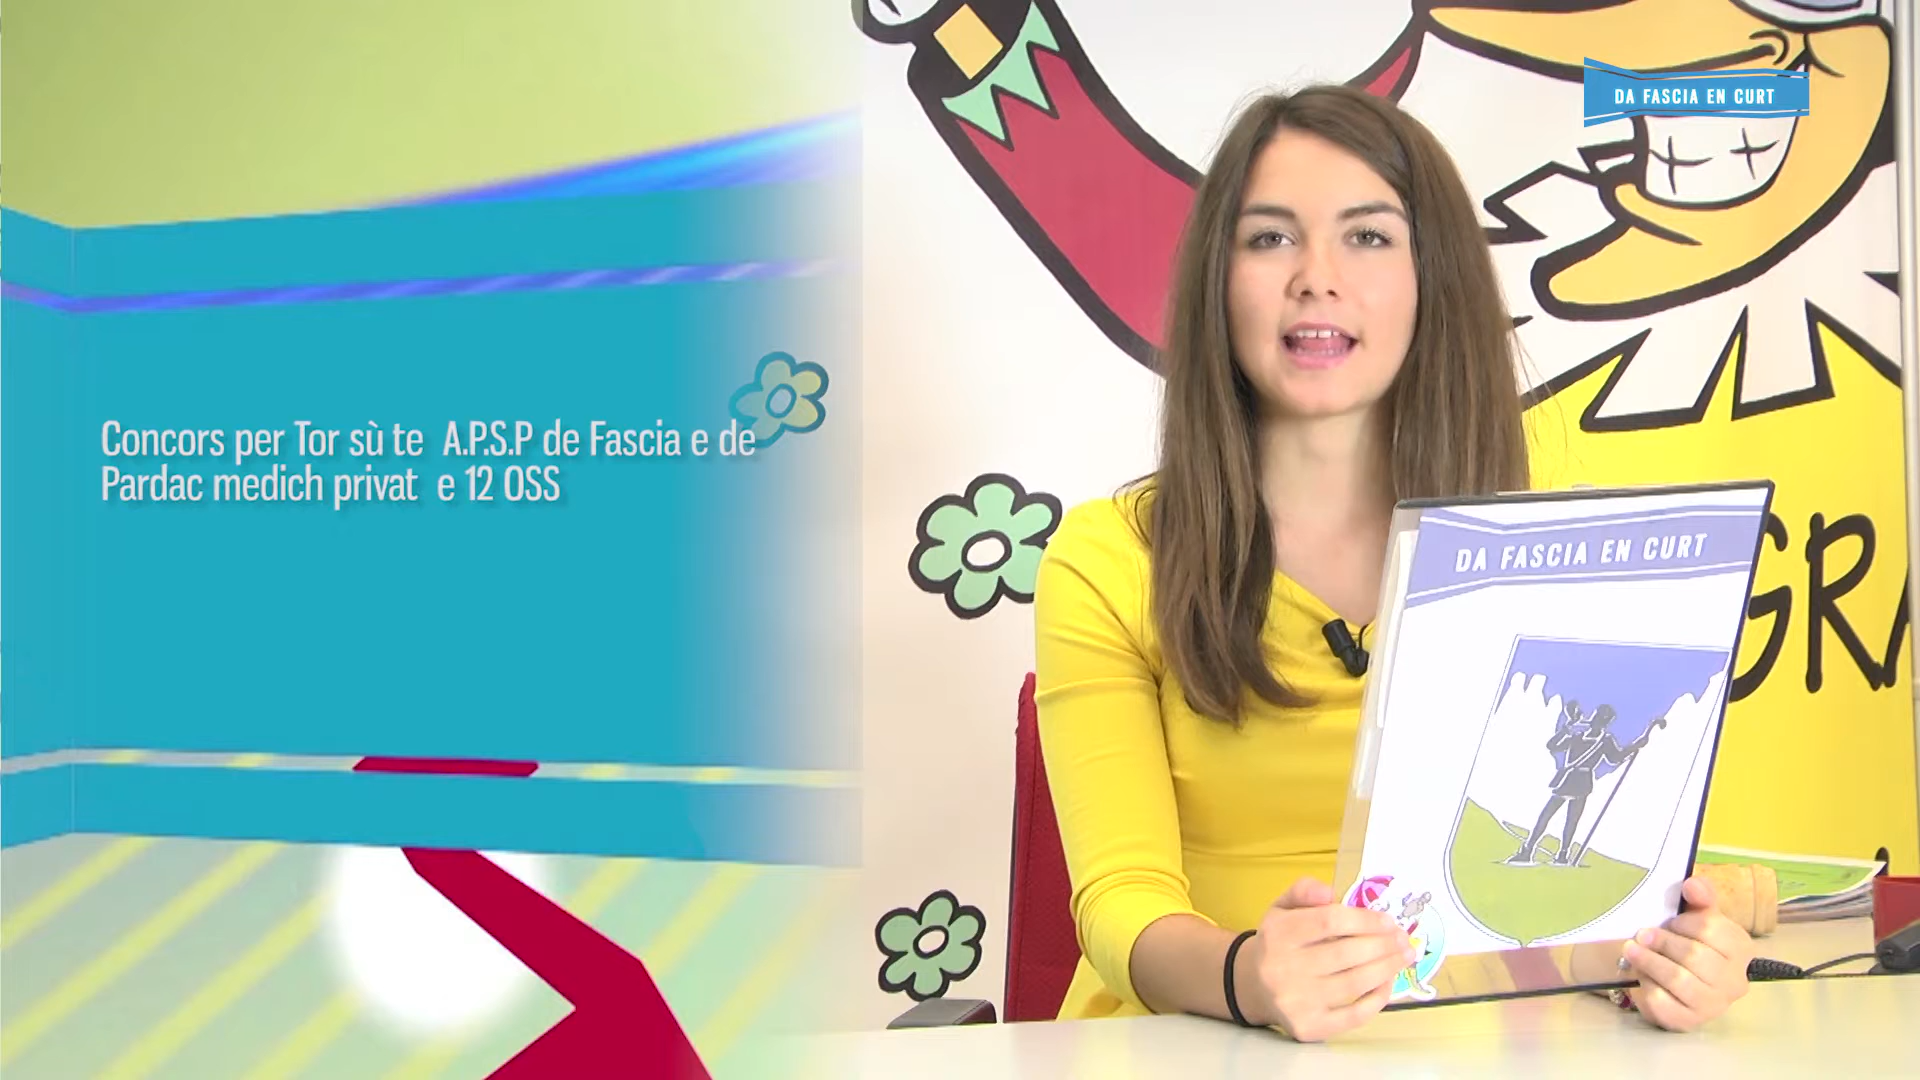 DA FASCIA EN CURT
Concors per Tor sù te A.P.S.P de Fascia e de
Pardac medich privat e 12 OSS
DA FASCIA EN CURT
GRA